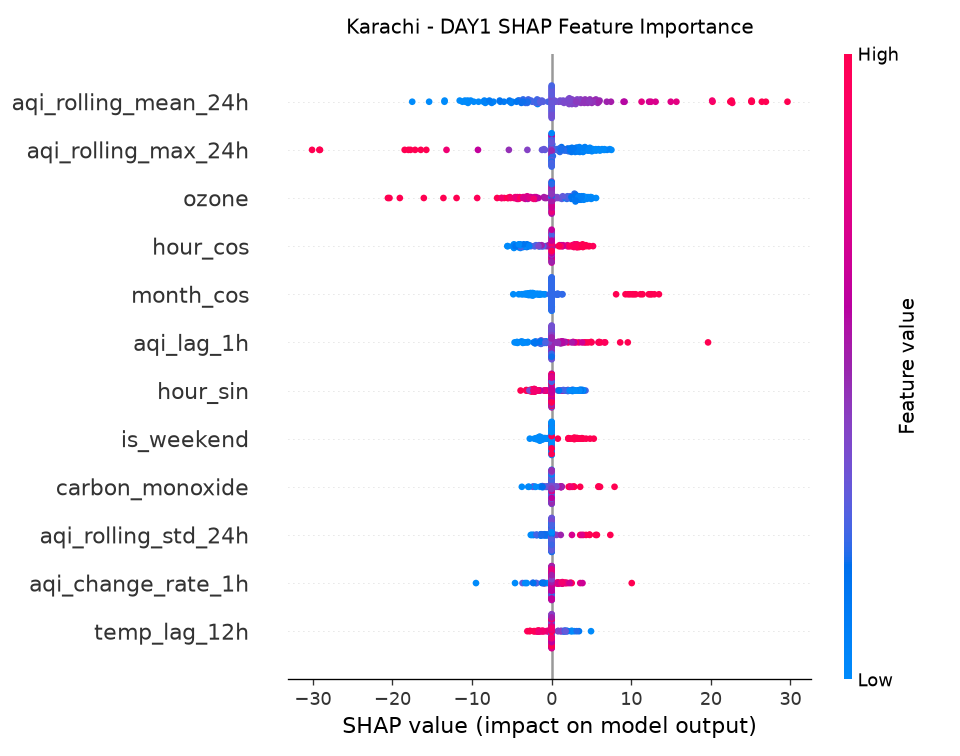 Karachi - DAY1 SHAP Feature Importance
High
aqi_rolling_mean_24h
aqi_rolling_max_24h
ozone
hour_cos
month_cos
aqi_lag_1h
hour_sin
is_weekend
carbon_monoxide
aqi_rolling_std_24h
aqi_change_rate_1h
temp_lag_12h
Feature value
Low
−30 −20 −10 0 10 20 30
SHAP value (impact on model output)